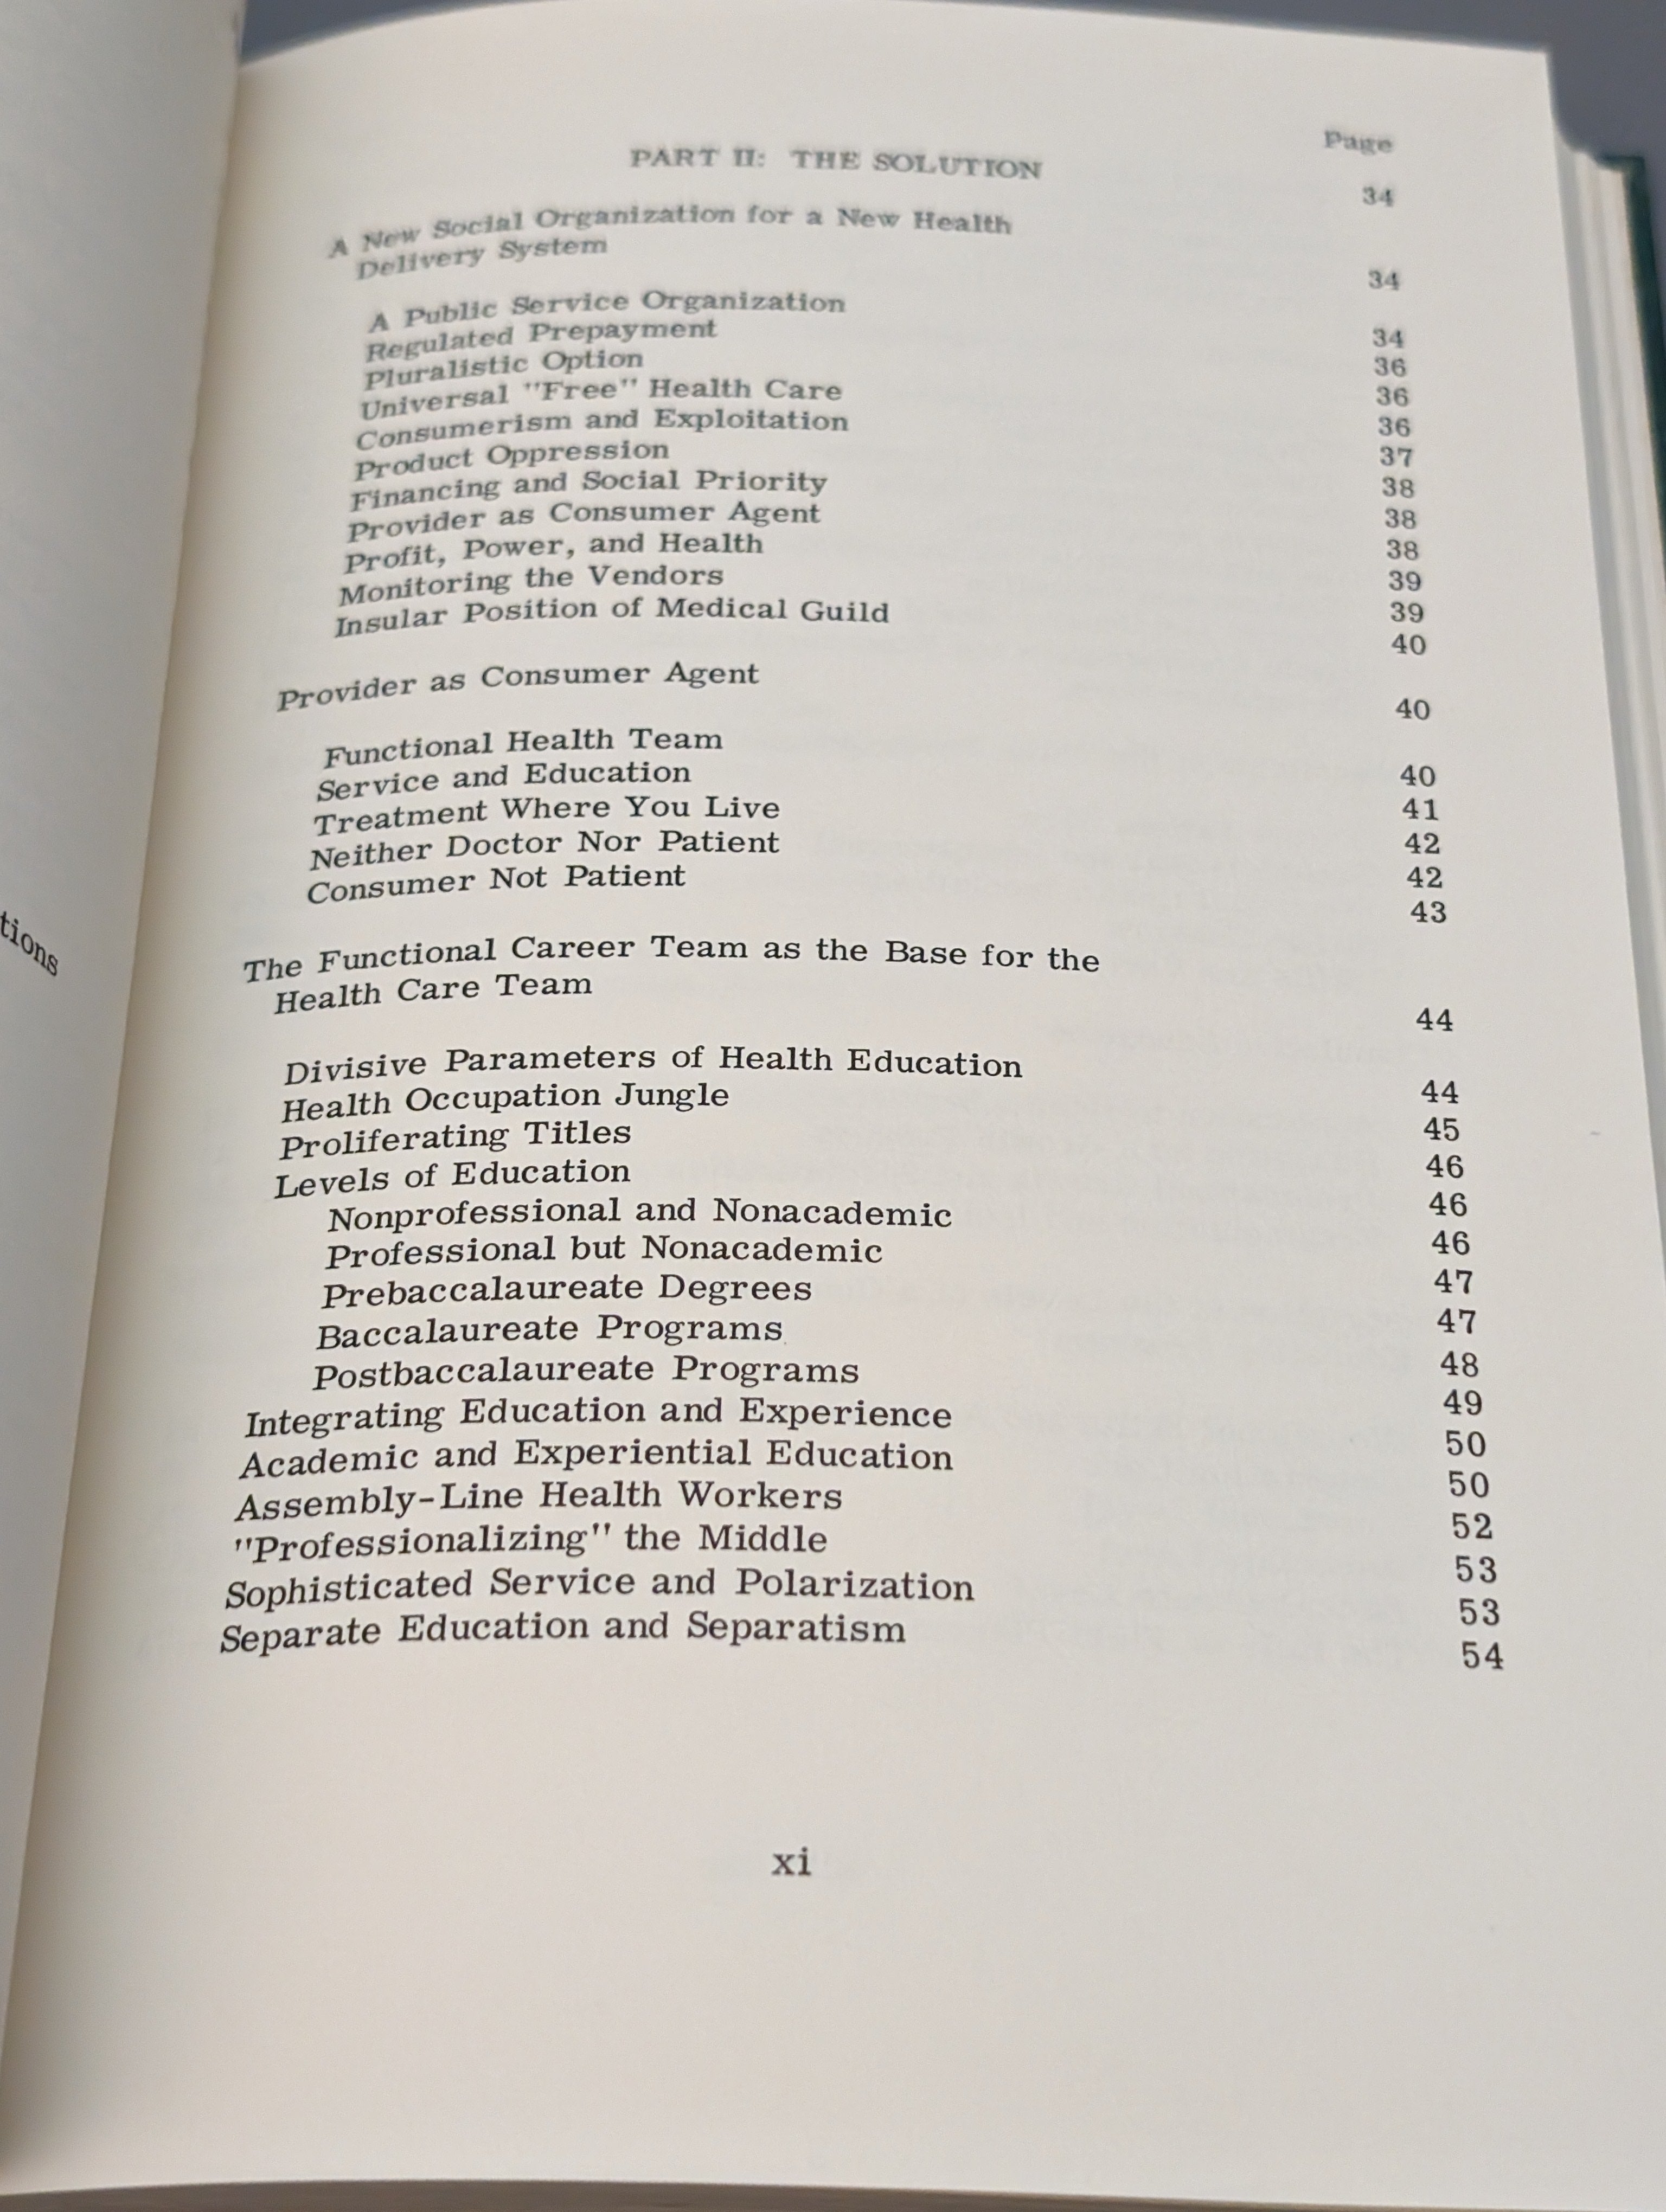 tions
Page
PART II: THE SOLUTION 34
A New Social Organization for a New Health
Delivery System 34
A Public Service Organization 34
Regulated Prepayment 36
Pluralistic Option 36
Universal "Free" Health Care 36
Consumerism and Exploitation 37
Product Oppression 38
Financing and Social Priority 38
Provider as Consumer Agent 38
Profit, Power, and Health 39
Monitoring the Vendors 39
Insular Position of Medical Guild 40
Provider as Consumer Agent 40
Functional Health Team 40
Service and Education 41
Treatment Where You Live 42
Neither Doctor Nor Patient 42
Consumer Not Patient 43
The Functional Career Team as the Base for the
Health Care Team 44
Divisive Parameters of Health Education 44
Health Occupation Jungle 45
Proliferating Titles 46
Levels of Education 46
Nonprofessional and Nonacademic 46
Professional but Nonacademic 47
Prebaccalaureate Degrees 47
Baccalaureate Programs 48
Postbaccalaureate Programs 49
Integrating Education and Experience 50
Academic and Experiential Education 50
Assembly-Line Health Workers 52
"Professionalizing" the Middle 53
Sophisticated Service and Polarization 53
Separate Education and Separatism 54
xi